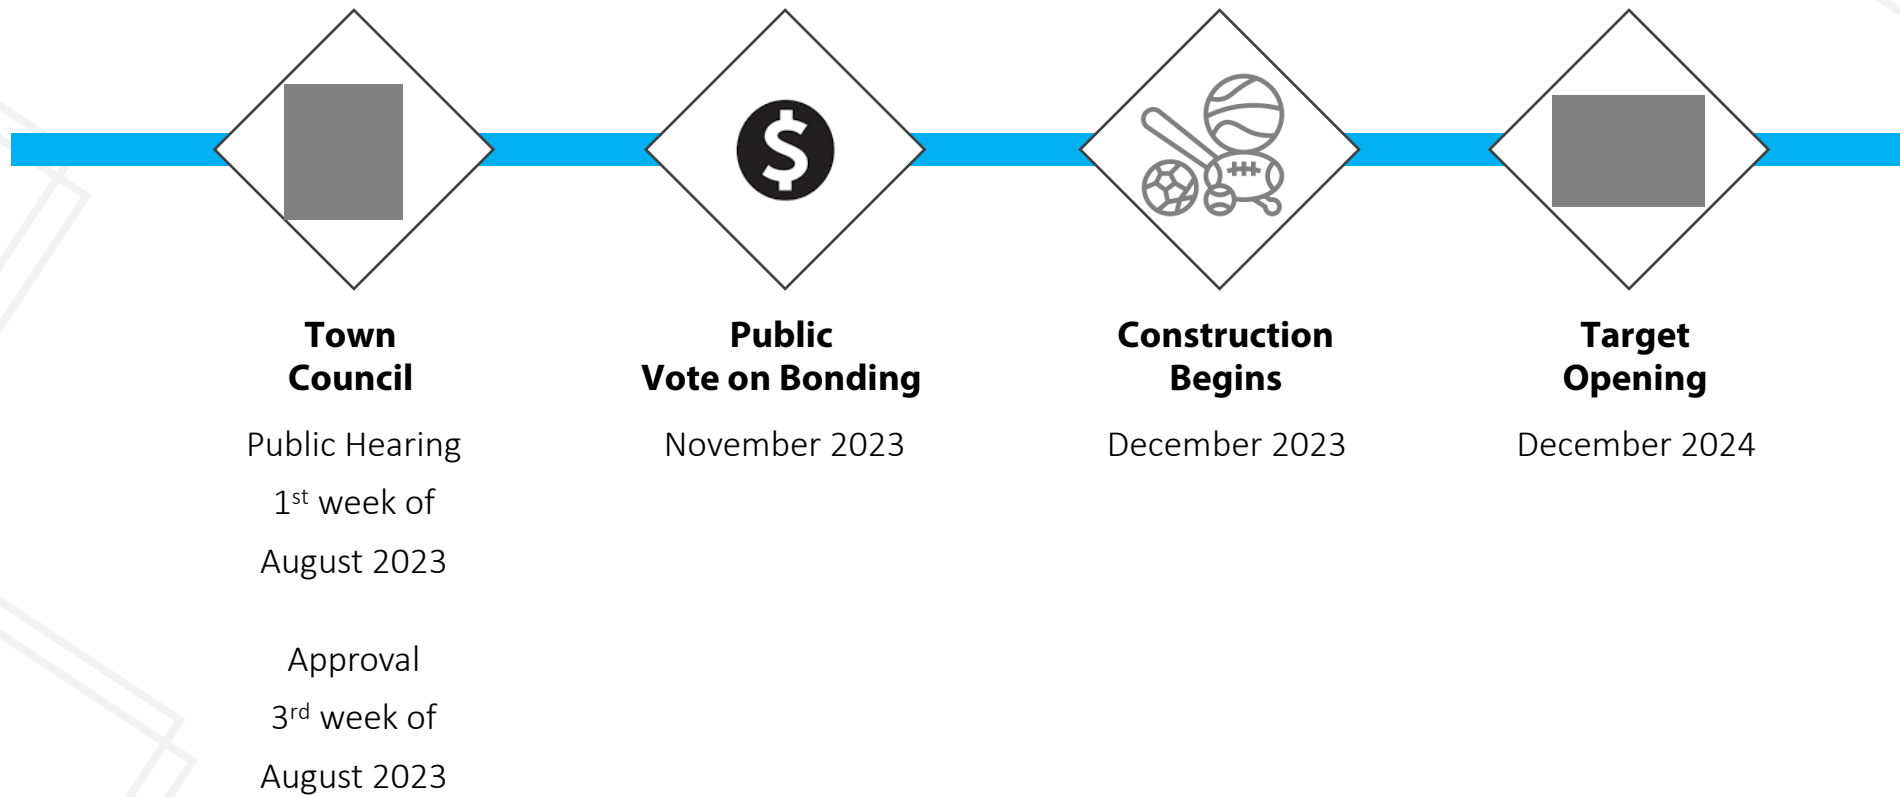 $
Town
Council
Public Hearing
1st week of
August 2023
Approval
3rd week of
August 2023
Public
Vote on Bonding
November 2023
Construction
Begins
December 2023
Target
Opening
December 2024